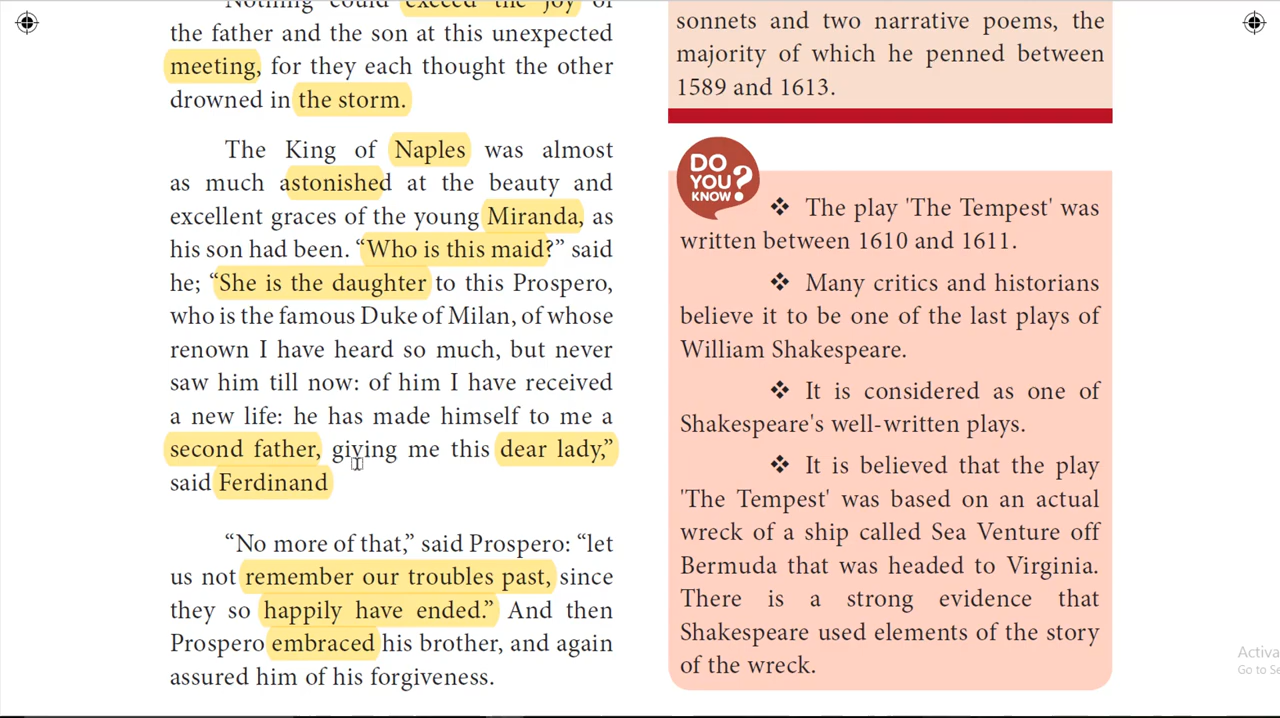 Nothing could exceed the joy of
the father and the son at this unexpected
meeting, for they each thought the other
drowned in the storm.
The King of Naples was almost
as much astonished at the beauty and
excellent graces of the young Miranda, as
his son had been. “Who is this maid?” said
he; “She is the daughter to this Prospero,
who is the famous Duke of Milan, of whose
renown I have heard so much, but never
saw him till now: of him I have received
a new life: he has made himself to me a
second father, giving me this dear lady,”
said Ferdinand
“No more of that,” said Prospero: “let
us not remember our troubles past, since
they so happily have ended.” And then
Prospero embraced his brother, and again
assured him of his forgiveness.
sonnets and two narrative poems, the
majority of which he penned between
1589 and 1613.
DO
YOU
KNOW?
❖ The play 'The Tempest' was
written between 1610 and 1611.
❖ Many critics and historians
believe it to be one of the last plays of
William Shakespeare.
❖ It is considered as one of
Shakespeare's well-written plays.
❖ It is believed that the play
'The Tempest' was based on an actual
wreck of a ship called Sea Venture off
Bermuda that was headed to Virginia.
There is a strong evidence that
Shakespeare used elements of the story
of the wreck.
Activa
Go to Se